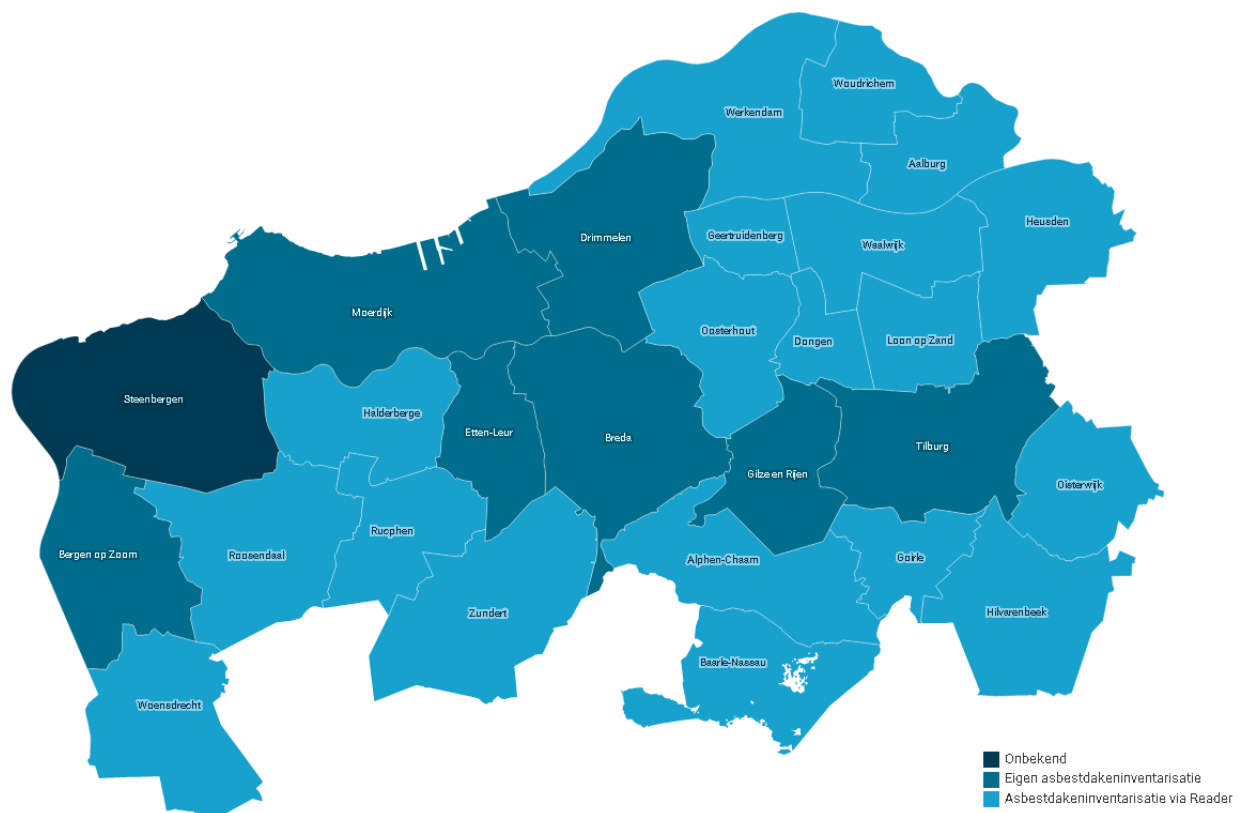 Woudrichem
Werkendam
Aalburg
Heusden
Drimmelen
Geertruidenberg
Waalwijk
Moerdijk
Oosterhout
Dongen
Loon op Zand
Steenbergen
Halderberge
Etten-Leur
Breda
Tilburg
Gilze en Rijen
Oisterwijk
Rucphen
Bergen op Zoom
Roosendaal
Alphen-Chaam
Goirle
Zundert
Hilvarenbeek
Baarle-Nassau
Woensdrecht
Onbekend
Eigen asbestdakeninventarisatie
Asbestdakeninventarisatie via Reader